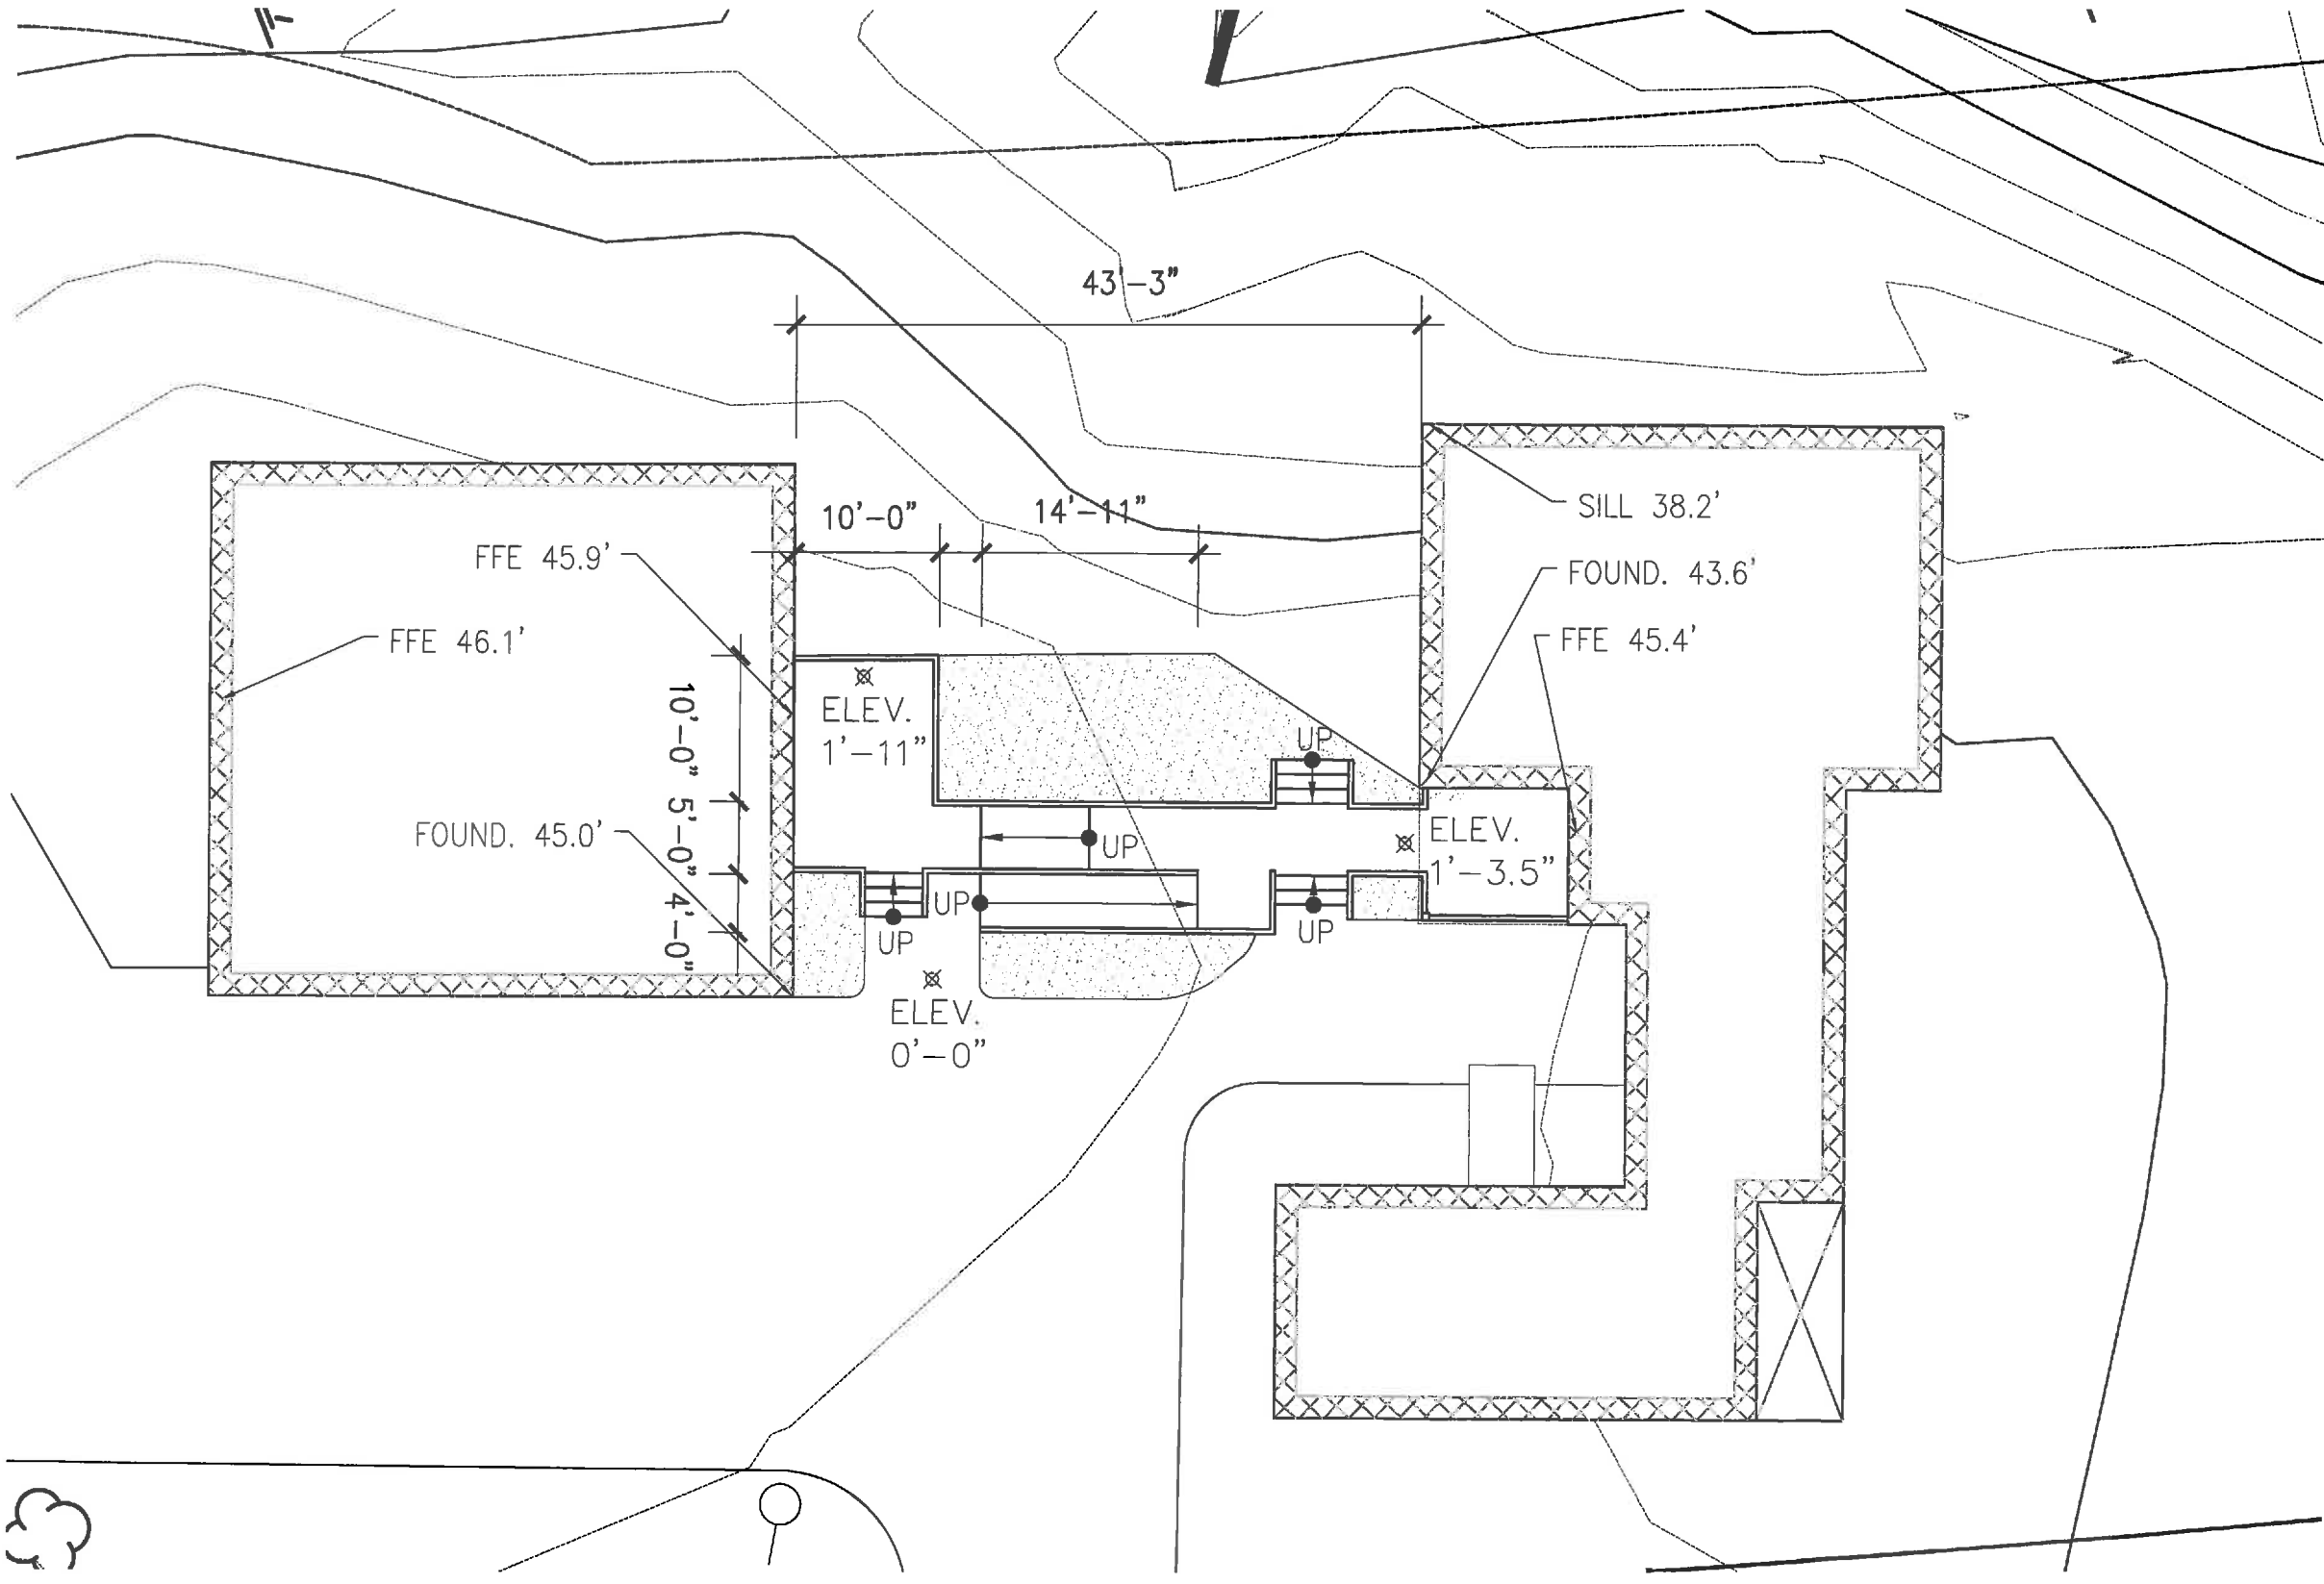 43'-3"
SILL 38.2'
10'-0"
14'-11"
FFE 45.9'
FOUND. 43.6'
FFE 46.1'
FFE 45.4'
10'-0"
5'-0"
4'-0"
ELEV.
1'-11"
UP
FOUND. 45.0'
UP
ELEV.
1'-3.5"
UP
UP
UP
ELEV.
0'-0"